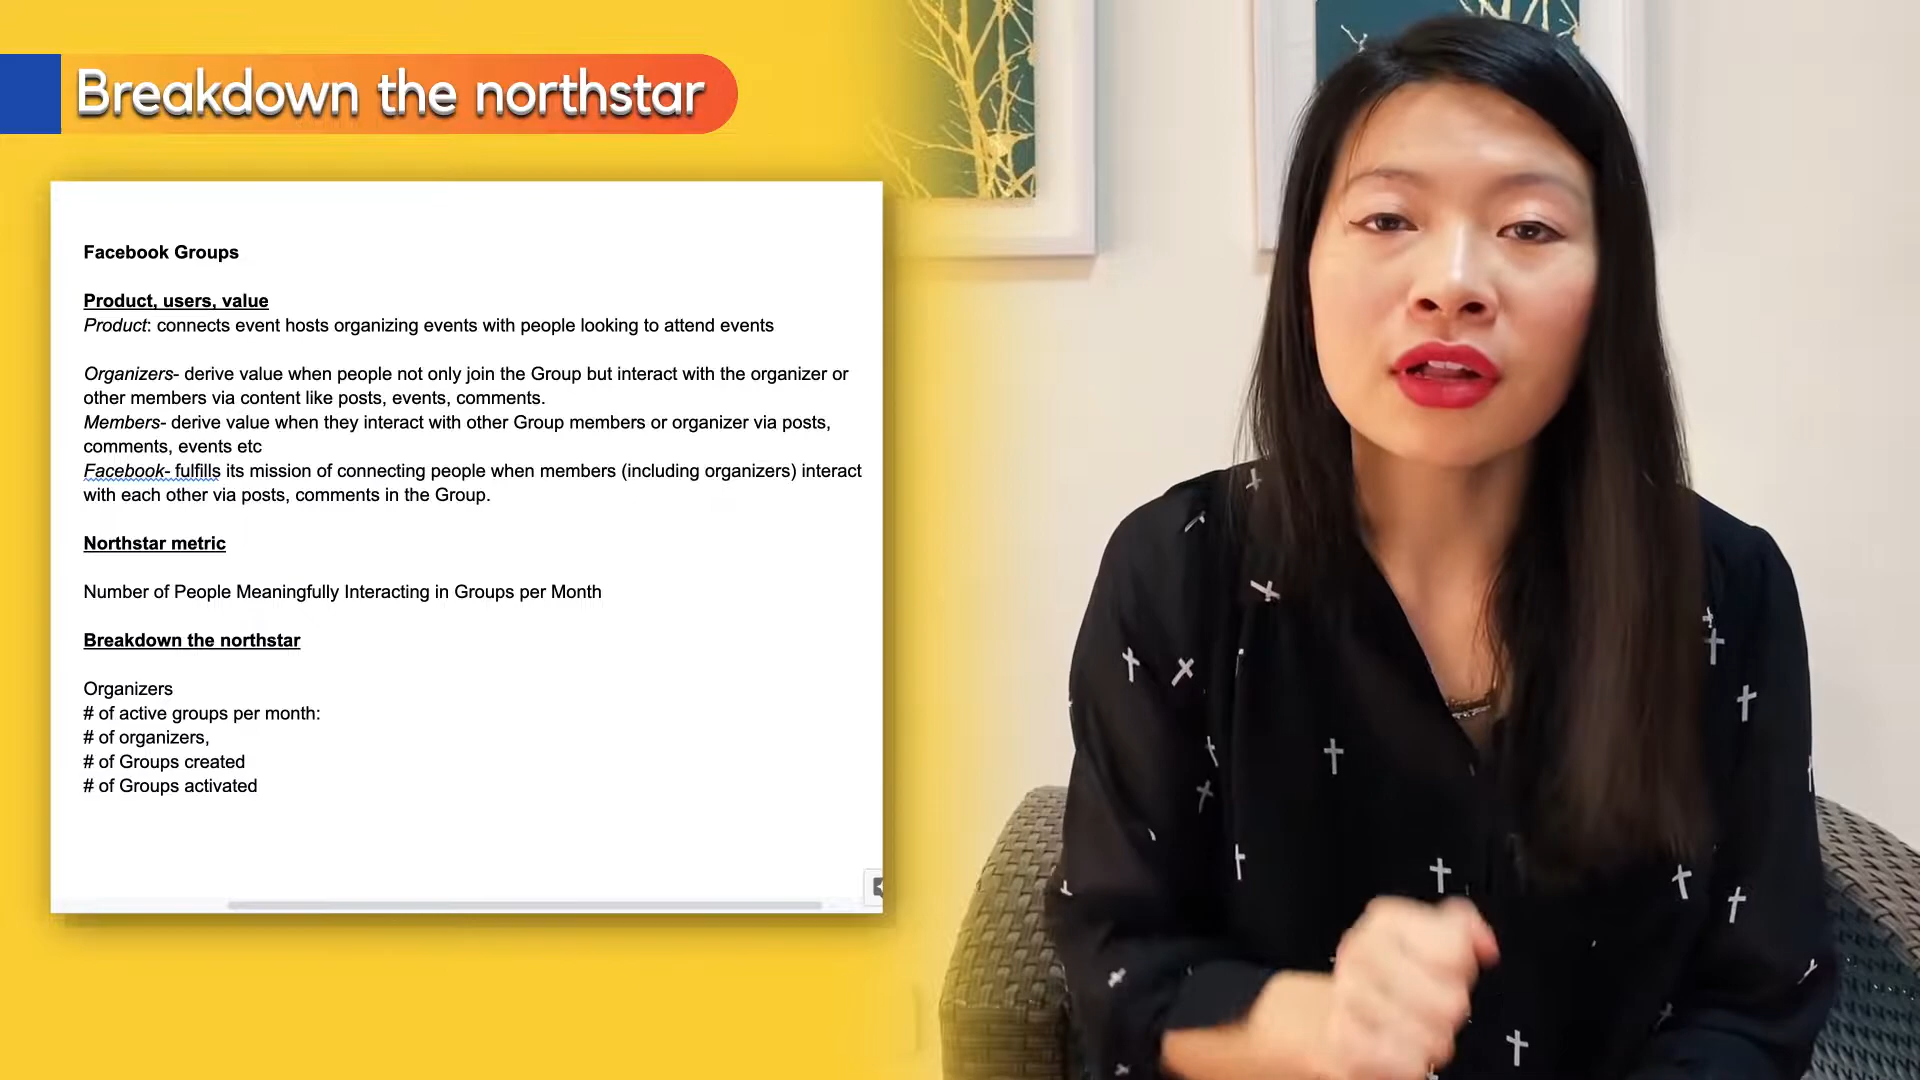 Breakdown the northstar
Facebook Groups
Product, users, value
Product: connects event hosts organizing events with people looking to attend events
Organizers- derive value when people not only join the Group but interact with the organizer or
other members via content like posts, events, comments.
Members- derive value when they interact with other Group members or organizer via posts,
comments, events etc
Facebook- fulfills its mission of connecting people when members (including organizers) interact
with each other via posts, comments in the Group.
Northstar metric
Number of People Meaningfully Interacting in Groups per Month
Breakdown the northstar
Organizers
# of active groups per month:
# of organizers,
# of Groups created
# of Groups activated